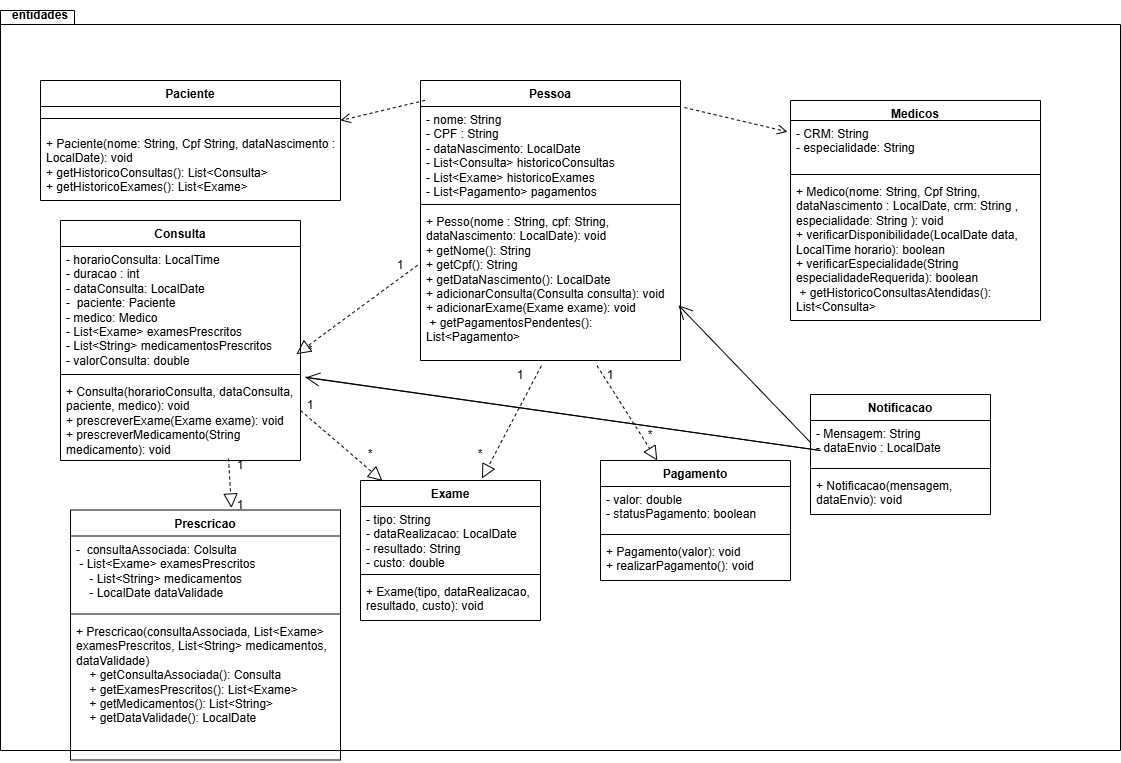 entidades
Paciente
+ Paciente(nome: String, Cpf String, dataNascimento :
LocalDate): void
+ getHistoricoConsultas(): List<Consulta>
+ getHistoricoExames(): List<Exame>
Pessoa
- nome: String
- CPF : String
- dataNascimento: LocalDate
- List<Consulta> historicoConsultas
- List<Exame> historicoExames
- List<Pagamento> pagamentos
+ Pesso(nome : String, cpf: String,
dataNascimento: LocalDate): void
+ getNome(): String
+ getCpf(): String
+ getDataNascimento(): LocalDate
+ adicionarConsulta(Consulta consulta): void
+ adicionarExame(Exame exame): void
+ getPagamentosPendentes():
List<Pagamento>
Medicos
- CRM: String
- especialidade: String
+ Medico(nome: String, Cpf String,
dataNascimento : LocalDate, crm: String ,
especialidade: String ): void
+ verificarDisponibilidade(LocalDate data,
LocalTime horario): boolean
+ verificarEspecialidade(String
especialidadeRequerida): boolean
+ getHistoricoConsultasAtendidas():
List<Consulta>
Consulta
- horarioConsulta: LocalTime
- duracao : int
- dataConsulta: LocalDate
- paciente: Paciente
- medico: Medico
- List<Exame> examesPrescritos
- List<String> medicamentosPrescritos
- valorConsulta: double
+ Consulta(horarioConsulta, dataConsulta,
paciente, medico): void
+ prescreverExame(Exame exame): void
+ prescreverMedicamento(String
medicamento): void
1
1
1
1
*
*
*
1
1
Notificacao
- Mensagem: String
- dataEnvio : LocalDate
+ Notificacao(mensagem,
dataEnvio): void
Pagamento
- valor: double
- statusPagamento: boolean
+ Pagamento(valor): void
+ realizarPagamento(): void
Exame
- tipo: String
- dataRealizacao: LocalDate
- resultado: String
- custo: double
+ Exame(tipo, dataRealizacao,
resultado, custo): void
Prescricao
- consultaAssociada: Colsulta
- List<Exame> examesPrescritos
- List<String> medicamentos
- LocalDate dataValidade
+ Prescricao(consultaAssociada, List<Exame>
examesPrescritos, List<String> medicamentos,
dataValidade)
+ getConsultaAssociada(): Consulta
+ getExamesPrescritos(): List<Exame>
+ getMedicamentos(): List<String>
+ getDataValidade(): LocalDate